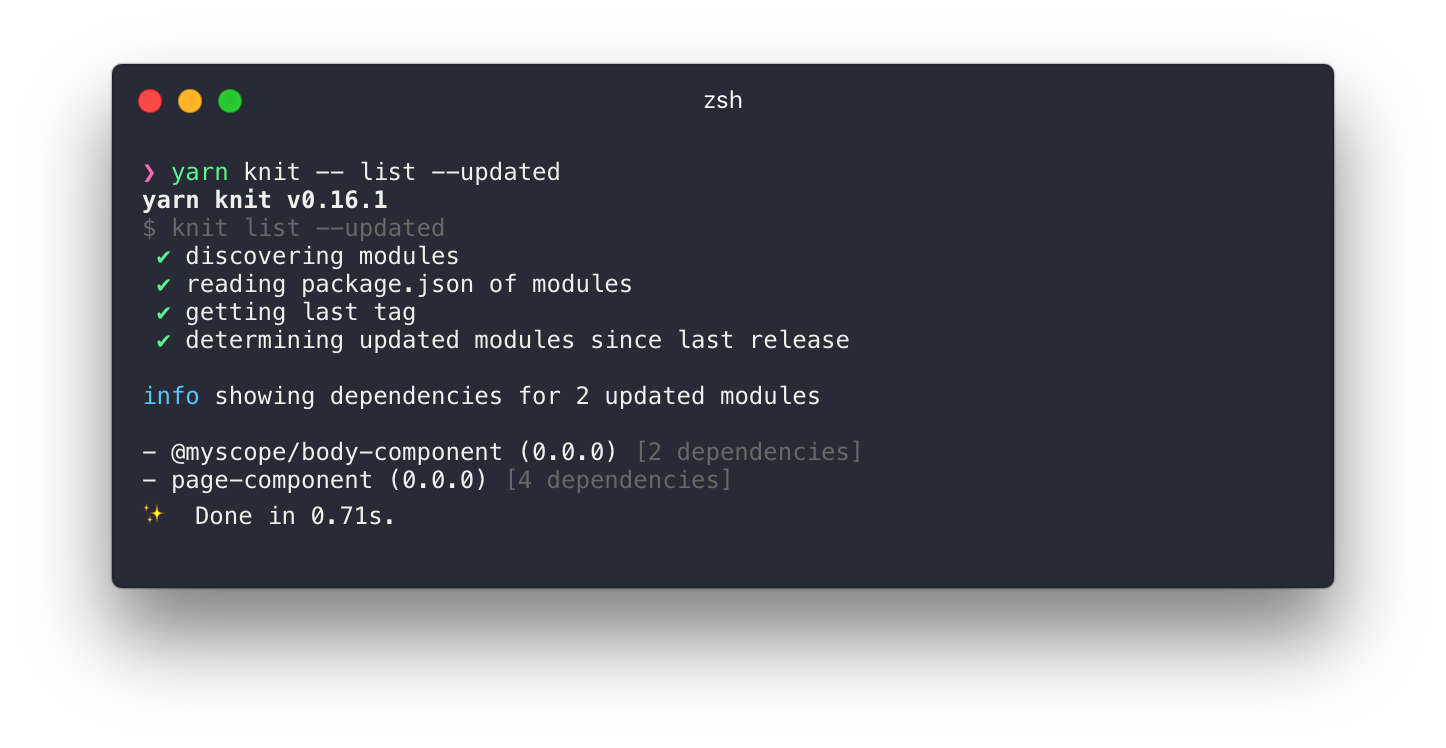 zsh
❯ yarn knit -- list --updated
yarn knit v0.16.1
$ knit list --updated
✔ discovering modules
✔ reading package.json of modules
✔ getting last tag
✔ determining updated modules since last release
info showing dependencies for 2 updated modules
- @myscope/body-component (0.0.0) [2 dependencies]
- page-component (0.0.0) [4 dependencies]
✨ Done in 0.71s.